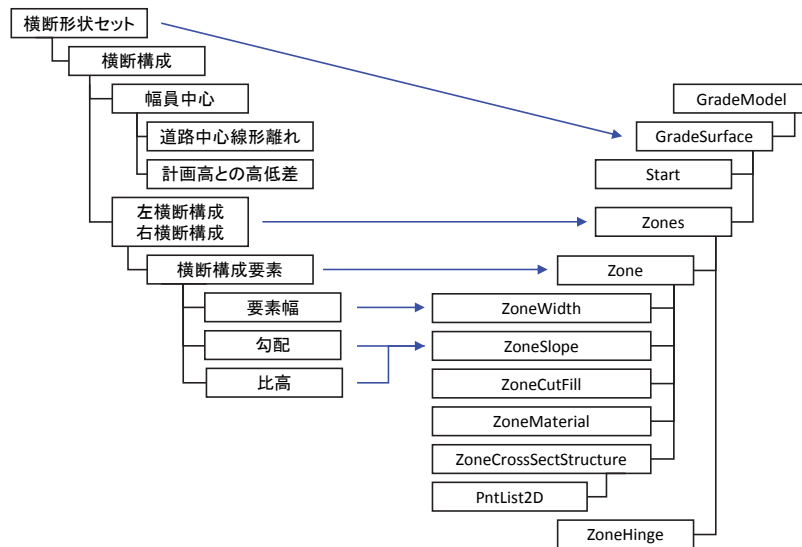 横断形状セット
横断構成
幅員中心
道路中心線形離れ
計画高との高低差
左横断構成
右横断構成
横断構成要素
要素幅
勾配
比高
GradeModel
GradeSurface
Start
Zones
Zone
ZoneWidth
ZoneSlope
ZoneCutFill
ZoneMaterial
ZoneCrossSectStructure
PntList2D
ZoneHinge